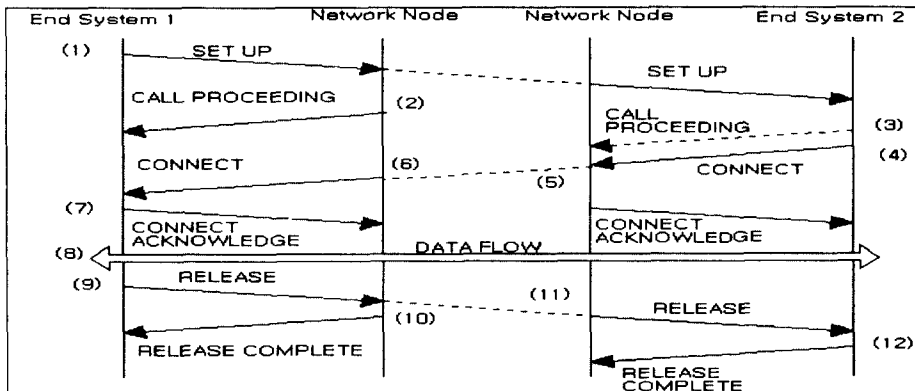 End System 1 Network Node Network Node End System 2
(1) SET UP
SET UP
CALL PROCEEDING (2)
CALL
PROCEEDING (3)
CONNECT (6) (5) CONNECT (4)
(7)
CONNECT
ACKNOWLEDGE
CONNECT
ACKNOWLEDGE
(8) DATA FLOW
(9) RELEASE (11) RELEASE
(10)
RELEASE COMPLETE
(12)
RELEASE
COMPLETE